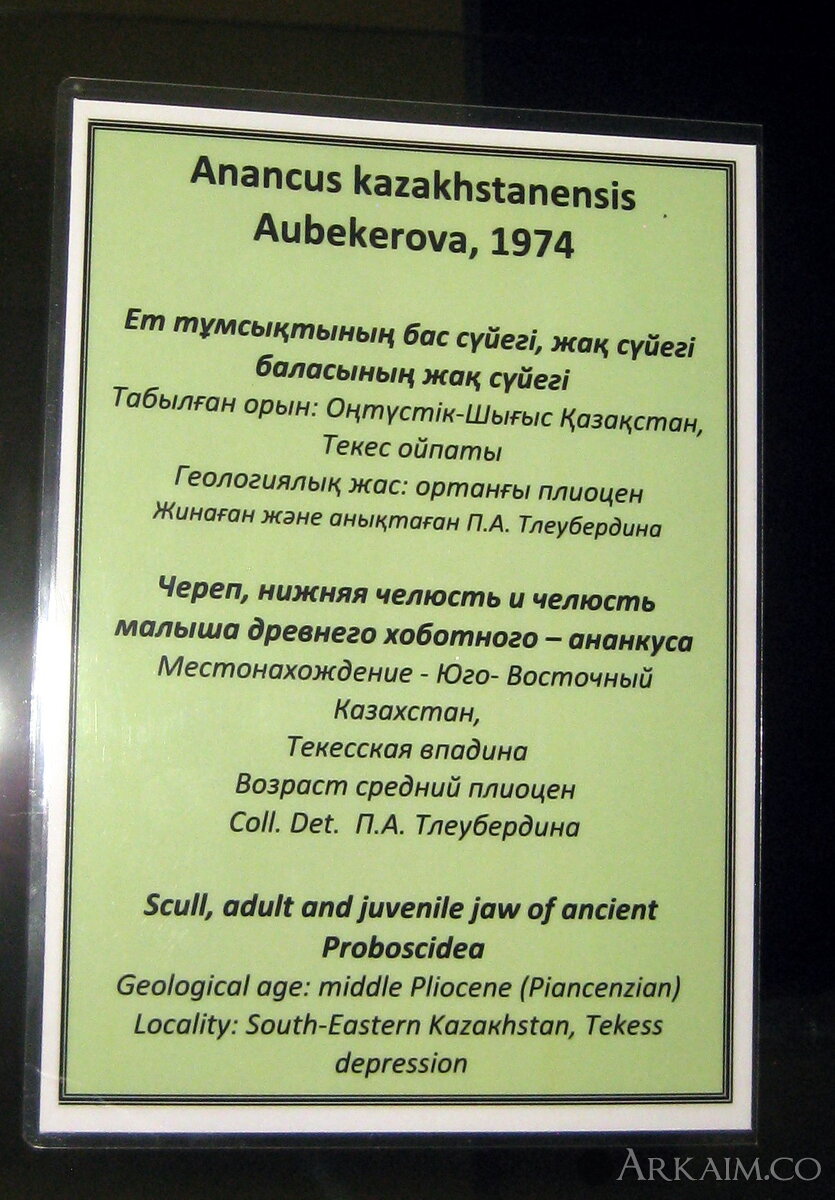 Anancus kazakhstanensis
Aubekerova, 1974
Ет тұмсықтының бас сүйегі, жақ сүйегі
баласының жақ сүйегі
Табылған орын: Оңтүстік-Шығыс Қазақстан,
Текес ойпаты
Геологиялық жас: ортанғы плиоцен
Жинаған және анықтаған П.А. Тлеубердина
Череп, нижняя челюсть и челюсть
малыша древнего хоботного – ананкуса
Местонахождение - Юго- Восточный
Казахстан,
Текесская впадина
Возраст средний плиоцен
Coll. Det. П.А. Тлеубердина
Scull, adult and juvenile jaw of ancient
Proboscidea
Geological age: middle Pliocene (Piancenzian)
Locality: South-Eastern Kazaкhstan, Tekess
depression
ARKAIM.CO